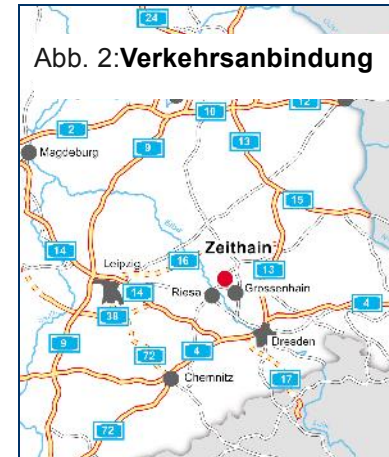 24
Abb. 2:Verkehrsanbindung
10
12
2
9
13
Magdeburg
15
Elbe
14
Zeithain
Leipzig
16
13
14
Riesa
Grossenhain
4
38
9
72
4
Dresden
Chemnitz
17
72